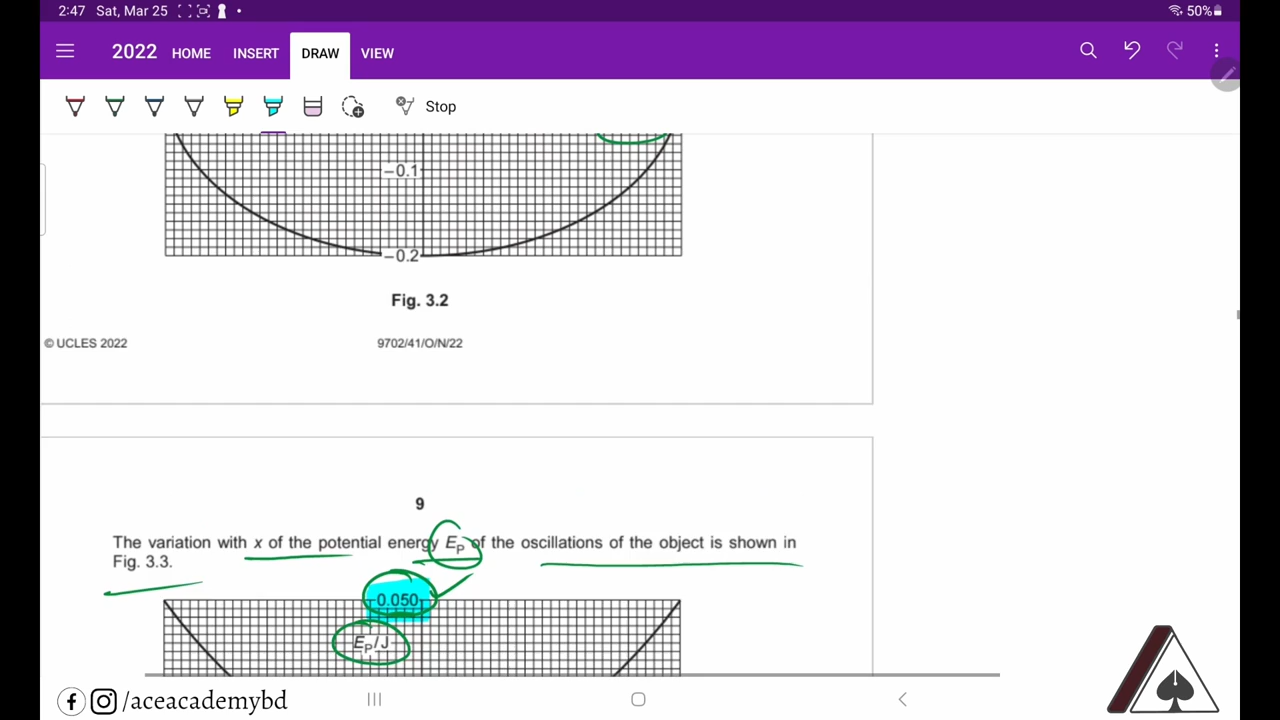 2:47 Sat, Mar 25
50%
2022 HOME INSERT DRAW VIEW
Stop
−0.1
−0.2
Fig. 3.2
© UCLES 2022 9702/41/O/N/22
9
The variation with x of the potential energy EP of the oscillations of the object is shown in
Fig. 3.3.
0.050
EP/J
/aceacademybd